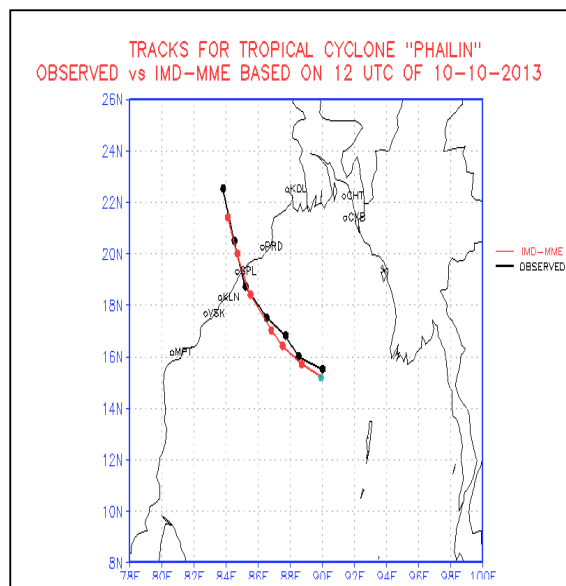 TRACKS FOR TROPICAL CYCLONE "PHAILIN"
OBSERVED vs IMD-MME BASED ON 12 UTC OF 10-10-2013
26N
24N
22N
20N
18N
16N
14N
12N
10N
8N
KDL
CHT
CXB
PRD
GPL
KLN
VSK
MPT
IMD-MME
OBSERVED
78E 80E 82E 84E 86E 88E 90E 92E 94E 96E 98E 100E